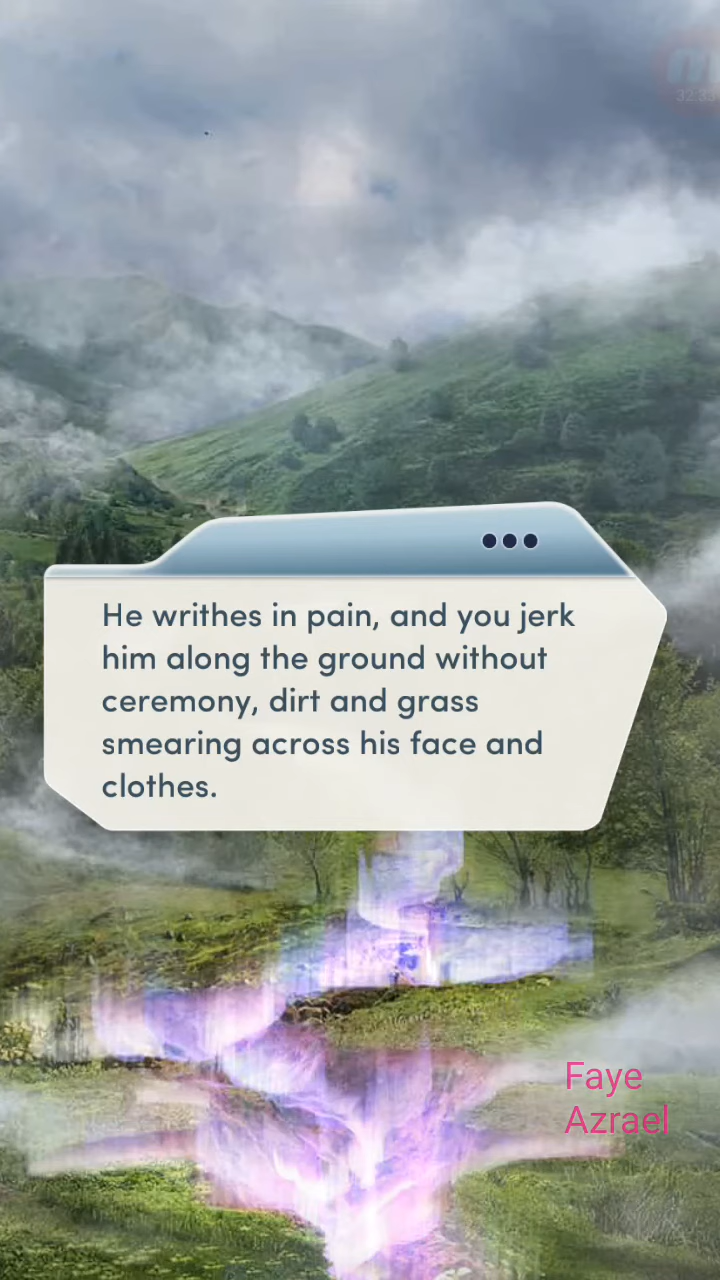 He writhes in pain, and you jerk
him along the ground without
ceremony, dirt and grass
smearing across his face and
clothes.
Faye
Azrael